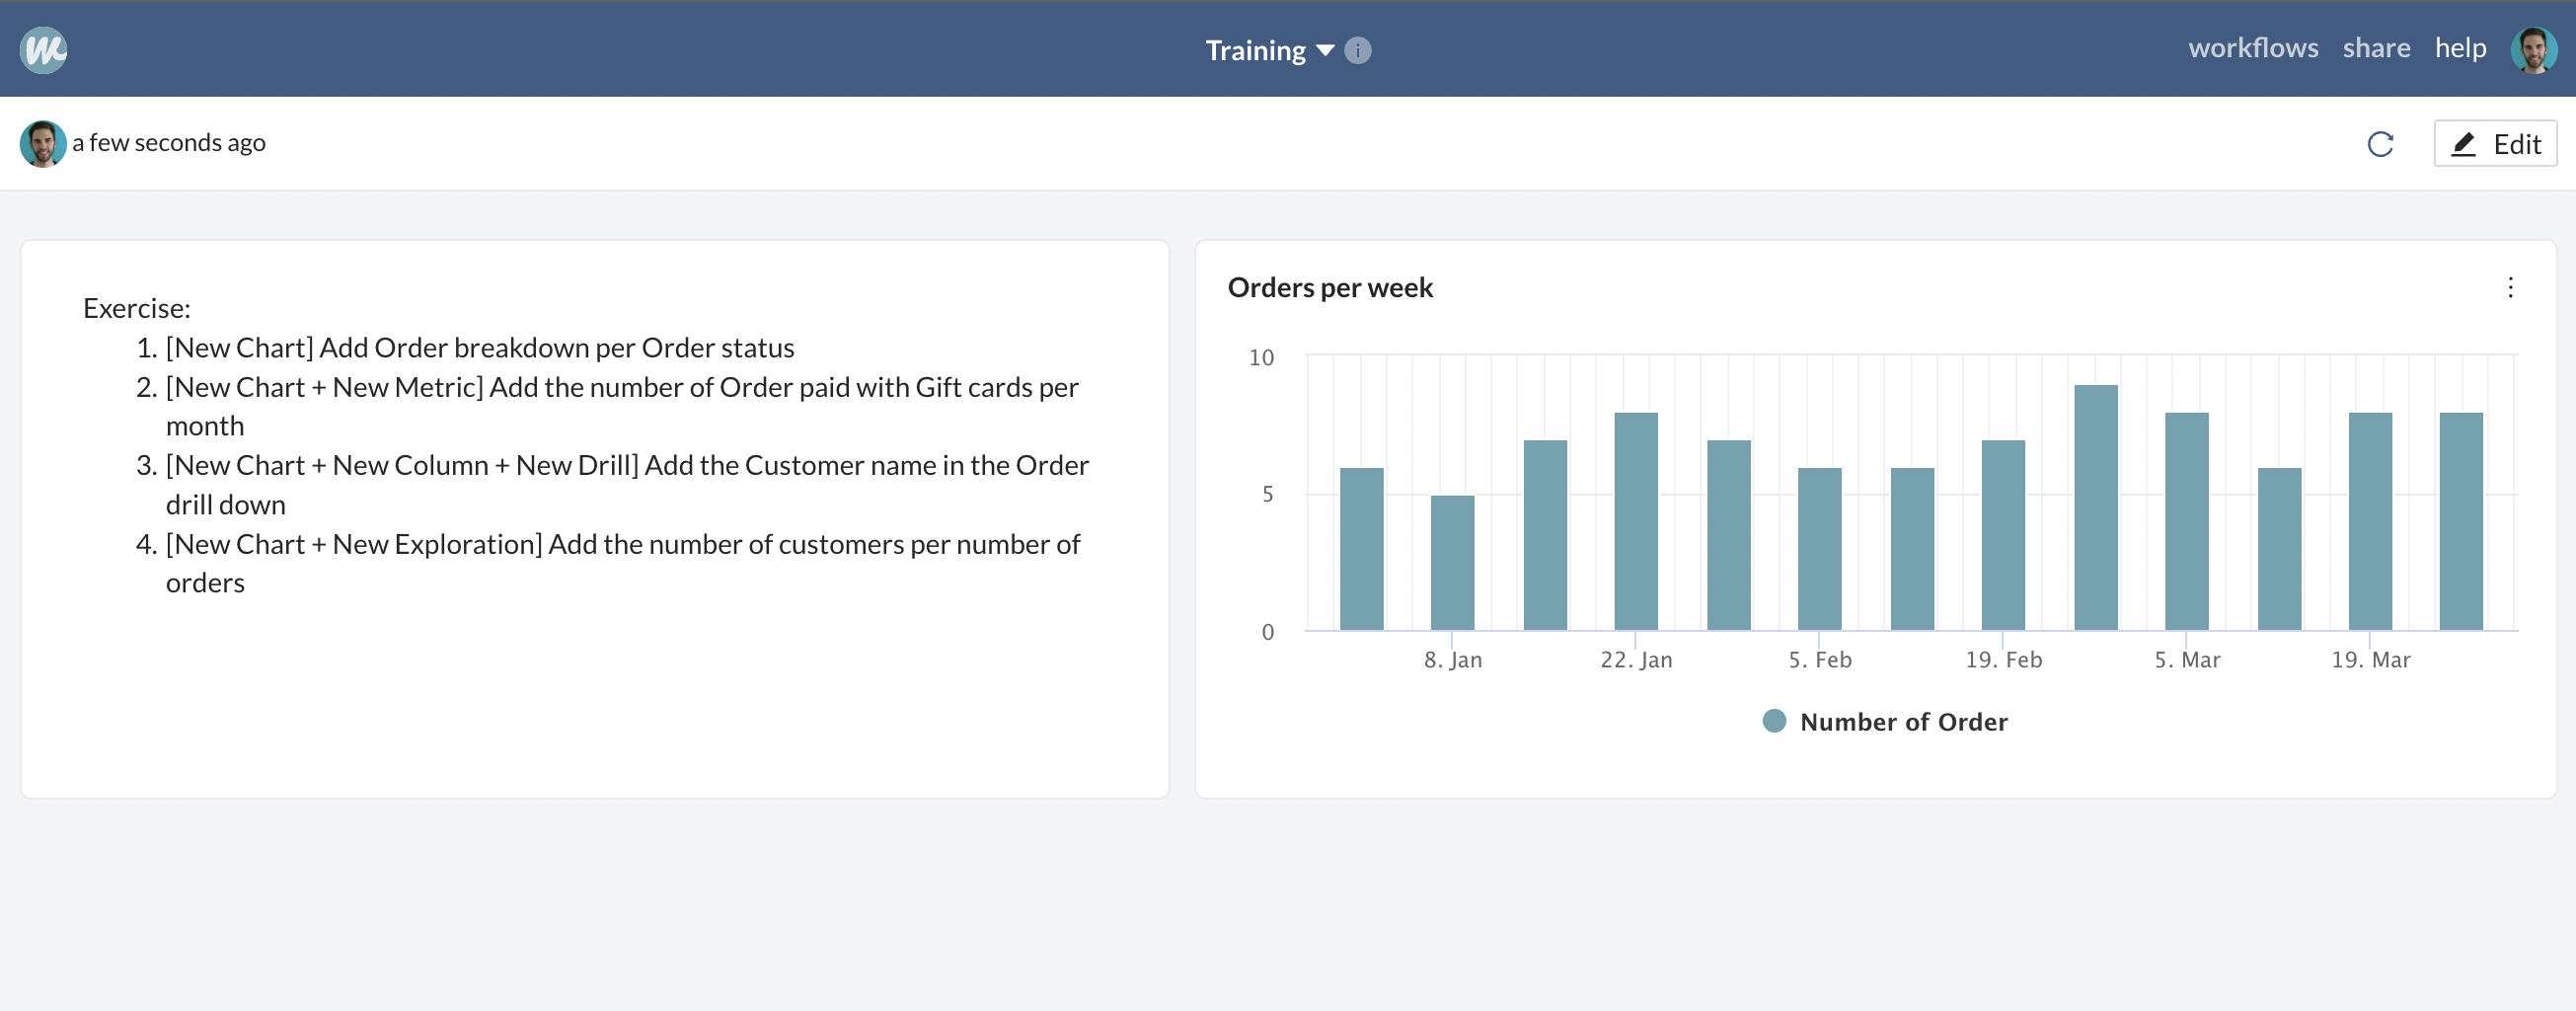 Training
workflows share help
a few seconds ago
Edit
Exercise:
1. [New Chart] Add Order breakdown per Order status
2. [New Chart + New Metric] Add the number of Order paid with Gift cards per
month
3. [New Chart + New Column + New Drill] Add the Customer name in the Order
drill down
4. [New Chart + New Exploration] Add the number of customers per number of
orders
Orders per week
10
5
0
8. Jan 22. Jan 5. Feb 19. Feb 5. Mar 19. Mar
Number of Order